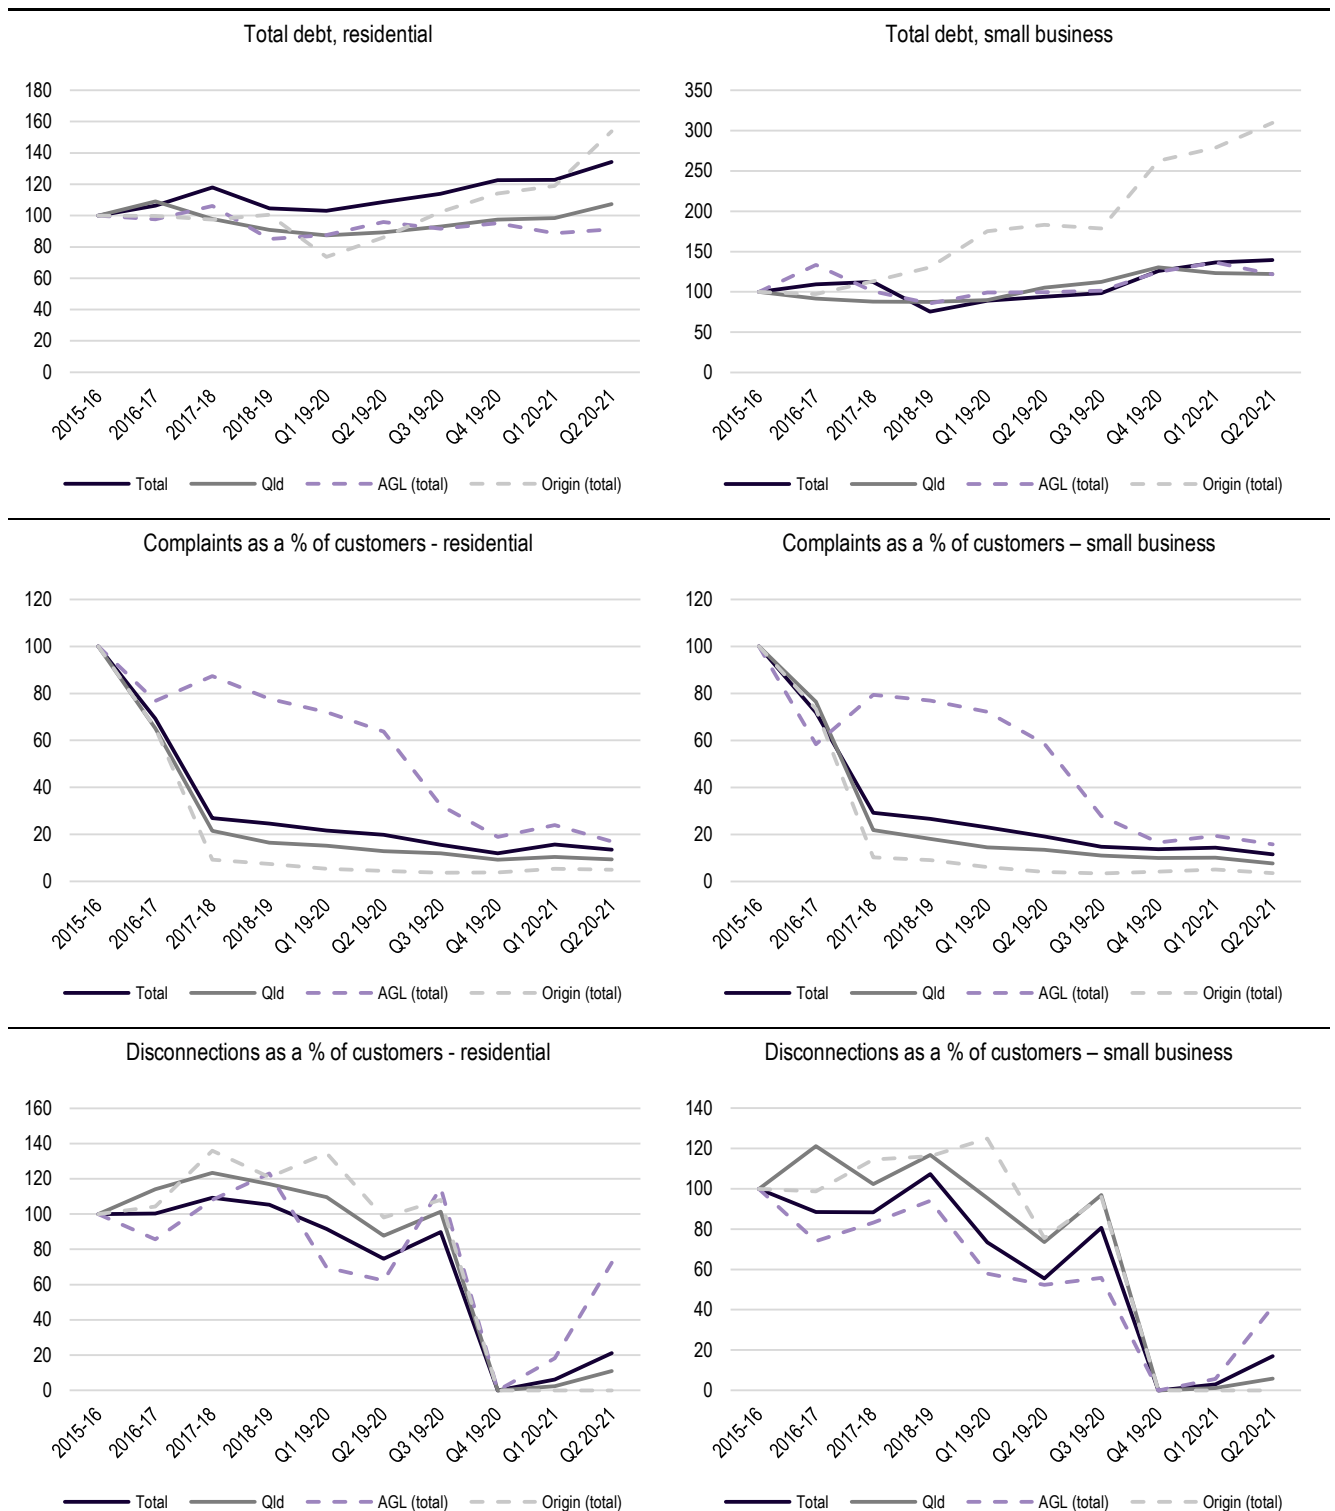 Total debt, residential
180
160
140
120
100
80
60
40
20
0
2015-16
2016-17
2017-18
2018-19
Q1 19-20
Q2 19-20
Q3 19-20
Q4 19-20
Q1 20-21
Q2 20-21
Total Qld AGL (total) Origin (total)
Total debt, small business
350
300
250
200
150
100
50
0
2015-16
2016-17
2017-18
2018-19
Q1 19-20
Q2 19-20
Q3 19-20
Q4 19-20
Q1 20-21
Q2 20-21
Total Qld AGL (total) Origin (total)
Complaints as a % of customers - residential
120
100
80
60
40
20
0
2015-16
2016-17
2017-18
2018-19
Q1 19-20
Q2 19-20
Q3 19-20
Q4 19-20
Q1 20-21
Q2 20-21
Total Qld AGL (total) Origin (total)
Complaints as a % of customers – small business
120
100
80
60
40
20
0
2015-16
2016-17
2017-18
2018-19
Q1 19-20
Q2 19-20
Q3 19-20
Q4 19-20
Q1 20-21
Q2 20-21
Total Qld AGL (total) Origin (total)
Disconnections as a % of customers - residential
160
140
120
100
80
60
40
20
0
2015-16
2016-17
2017-18
2018-19
Q1 19-20
Q2 19-20
Q3 19-20
Q4 19-20
Q1 20-21
Q2 20-21
Total Qld AGL (total) Origin (total)
Disconnections as a % of customers – small business
140
120
100
80
60
40
20
0
2015-16
2016-17
2017-18
2018-19
Q1 19-20
Q2 19-20
Q3 19-20
Q4 19-20
Q1 20-21
Q2 20-21
Total Qld AGL (total) Origin (total)